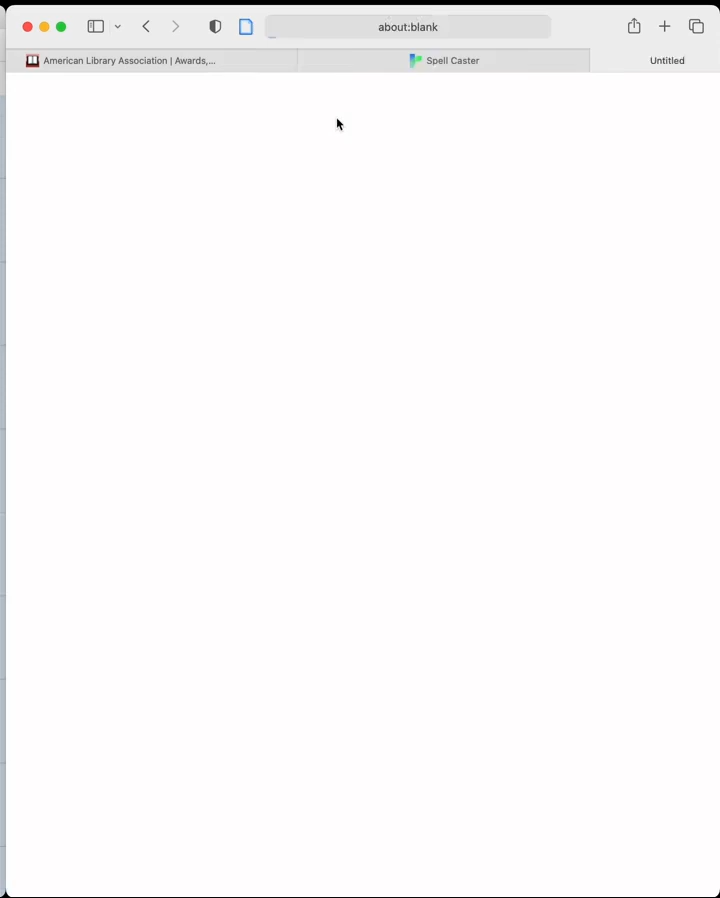 about:blank
American Library Association | Awards,...
Spell Caster
Untitled